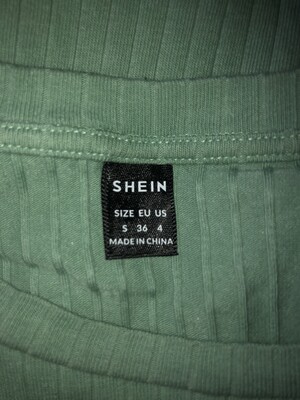 SHEIN
SIZE EU US
S 36 4
MADE IN CHINA